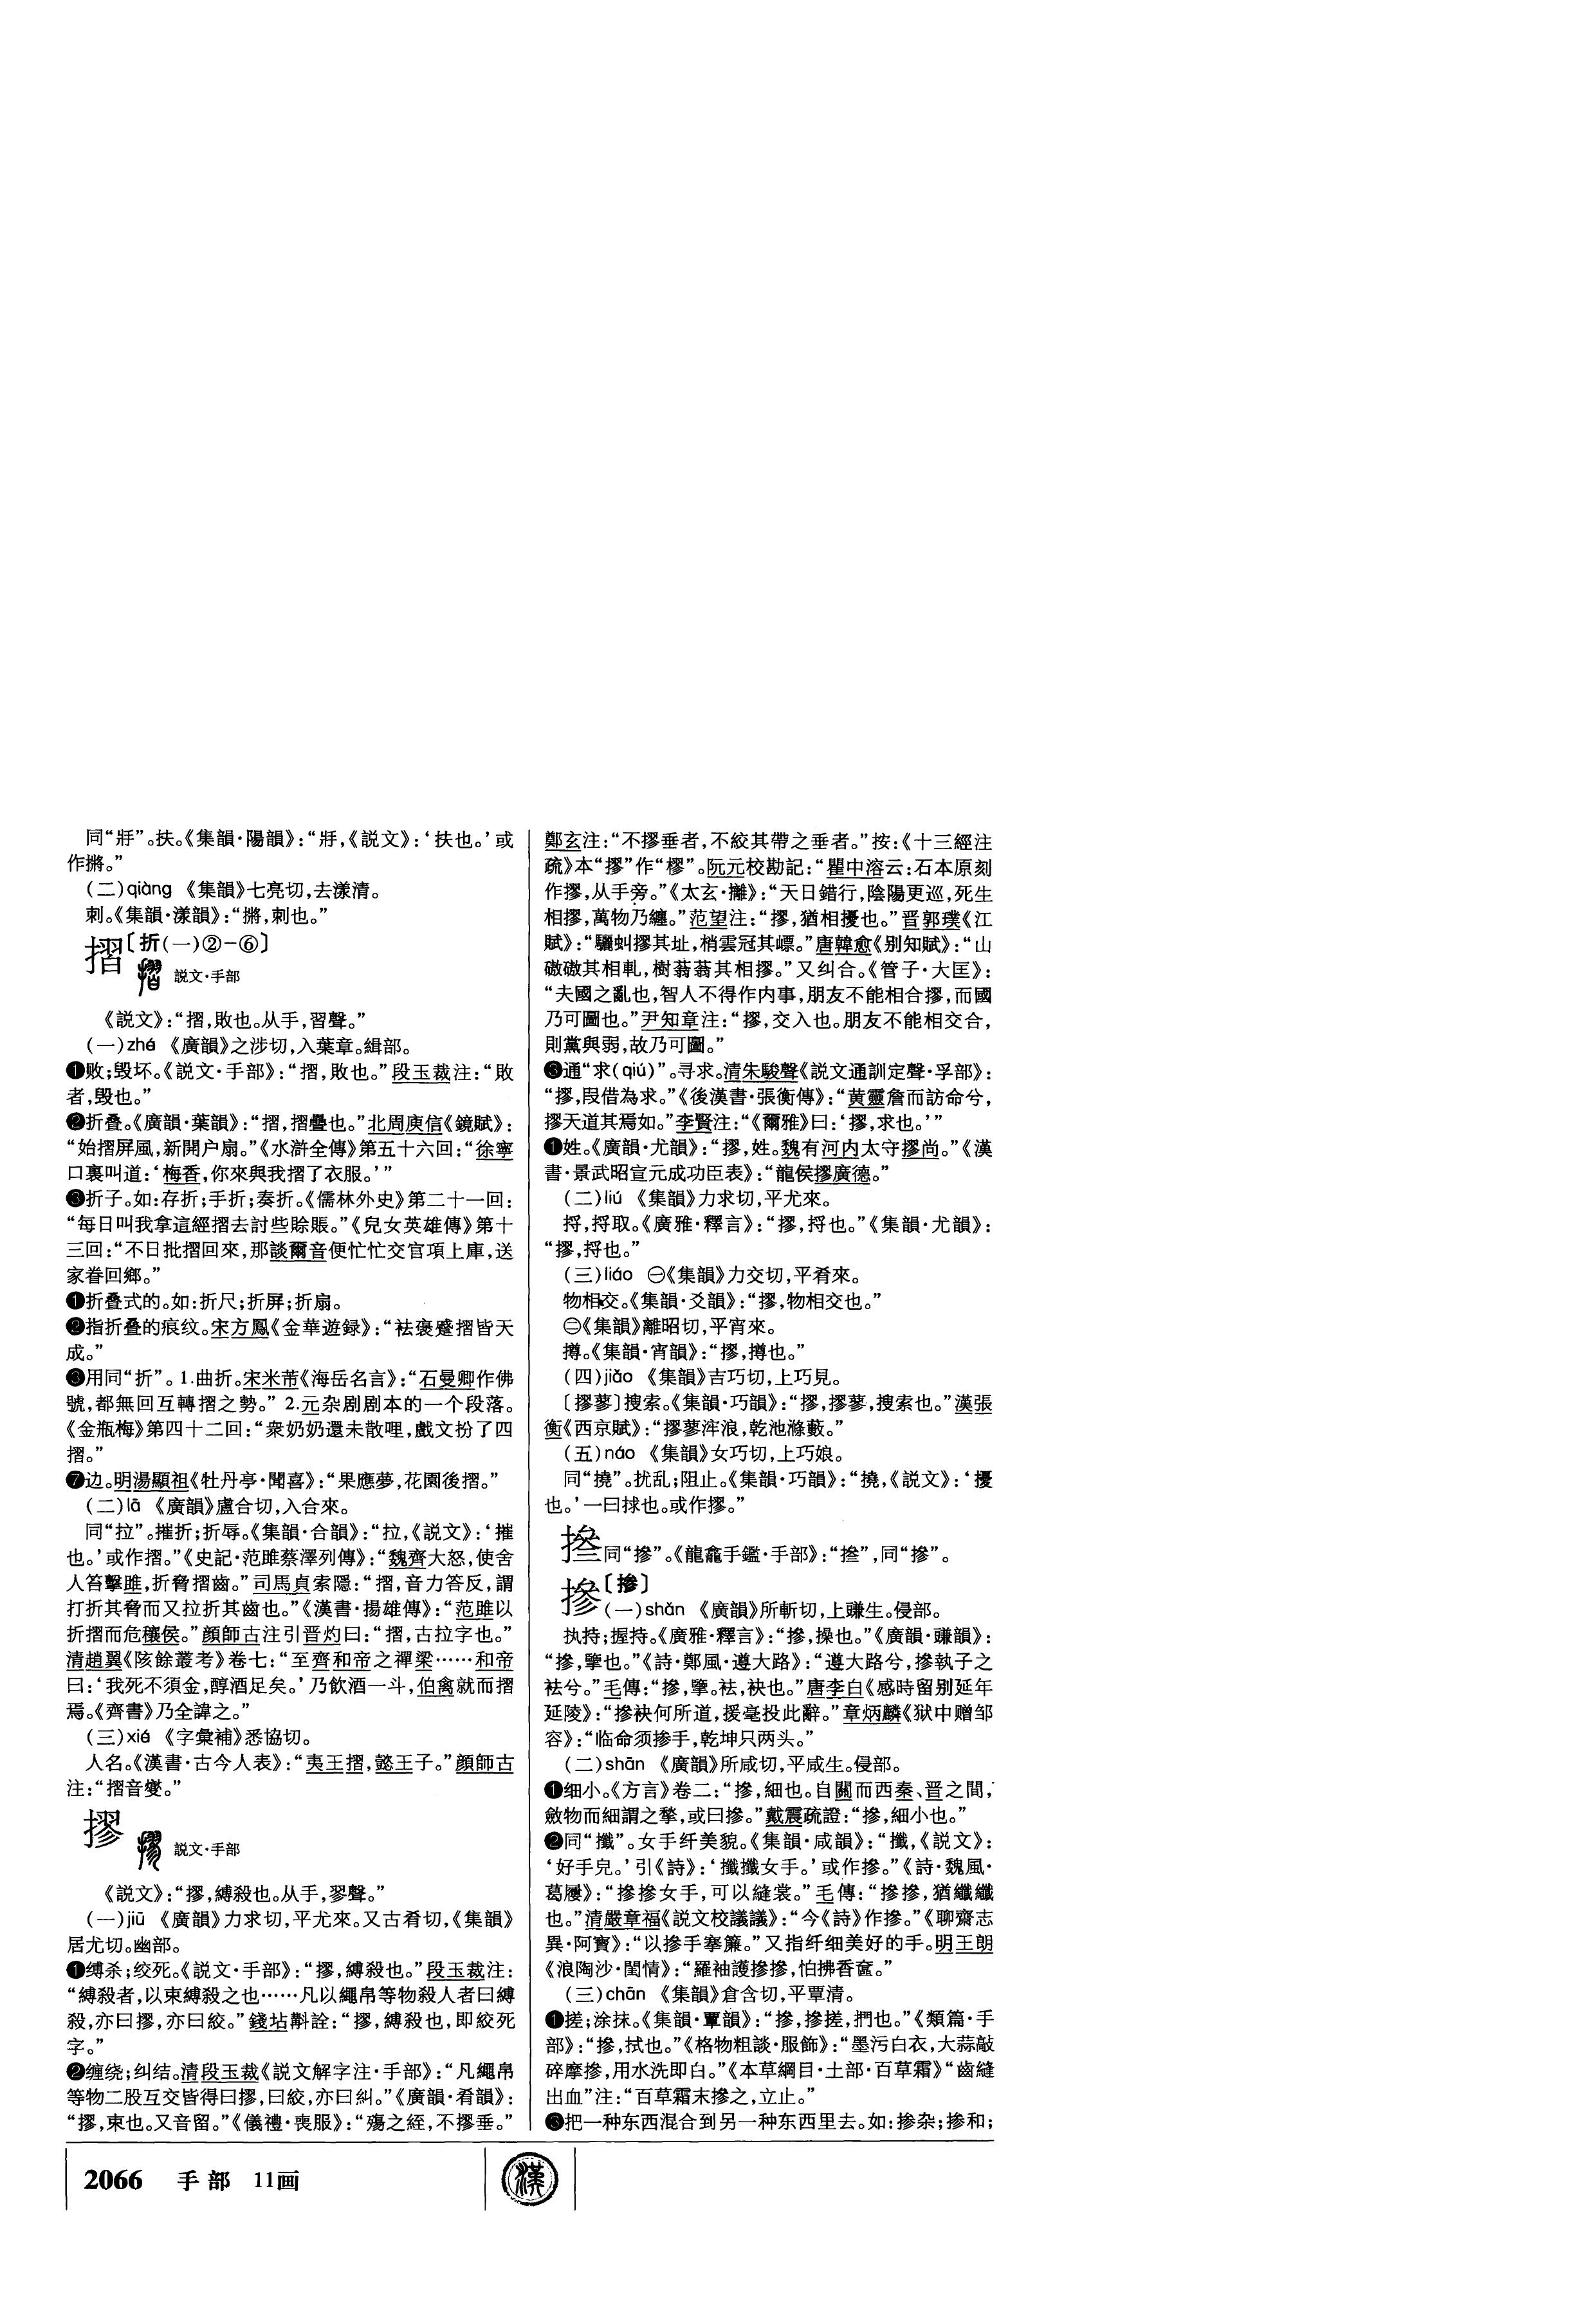 同“㸖”。扶。《集韻·陽韻》：“㸖，《説文》：‘扶也。’或
作摪。”
（二）qiàng 《集韻》七亮切，去漾清。
刺。《集韻·漾韻》：“摪，刺也。”
摺〔折（一）②－⑥〕
説文·手部
《説文》：“摺，敗也。从手，習聲。”
（一）zhé 《廣韻》之涉切，入葉章。緝部。
❶败；毁坏。《説文·手部》：“摺，敗也。”段玉裁注：“敗
者，毁也。”
❷折叠。《廣韻·葉韻》：“摺，摺疊也。”北周庾信《鏡賦》：
“始摺屏風，新開户扇。”《水滸全傳》第五十六回：“徐寧
口裏叫道：‘梅香，你來與我摺了衣服。’”
❸折子。如：存折；手折；奏折。《儒林外史》第二十一回：
“每日叫我拿這經摺去討些賒賬。”《兒女英雄傳》第十
三回：“不日批摺回來，那談爾音便忙忙交官項上庫，送
家眷回鄉。”
❶折叠式的。如：折尺；折屏；折扇。
❷指折叠的痕纹。宋方鳳《金華遊録》：“袪褒蹙摺皆天
成。”
❸用同“折”。1.曲折。宋米芾《海岳名言》：“石曼卿作佛
號，都無回互轉摺之勢。” 2.元杂剧剧本的一个段落。
《金瓶梅》第四十二回：“衆奶奶還未散哩，戲文扮了四
摺。”
❼边。明湯顯祖《牡丹亭·聞喜》：“果應夢，花園後摺。”
（二）lā 《廣韻》盧合切，入合來。
同“拉”。摧折；折辱。《集韻·合韻》：“拉，《説文》：‘摧
也。’或作摺。”《史記·范雎蔡澤列傳》：“魏齊大怒，使舍
人笞擊雎，折脅摺齒。”司馬貞索隱：“摺，音力答反，謂
打折其脅而又拉折其齒也。”《漢書·揚雄傳》：“范雎以
折摺而危穰侯。”顔師古注引晋灼曰：“摺，古拉字也。”
清趙翼《陔餘叢考》卷七：“至齊和帝之禪梁……和帝
曰：‘我死不須金，醇酒足矣。’乃飲酒一斗，伯禽就而摺
焉。《齊書》乃全諱之。”
（三）xié 《字彙補》悉協切。
人名。《漢書·古今人表》：“夷王摺，懿王子。”顔師古
注：“摺音燮。”
摎
説文·手部
《説文》：“摎，縛殺也。从手，翏聲。”
（一）jiū 《廣韻》力求切，平尤來。又古肴切，《集韻》
居尤切。幽部。
❶缚杀；绞死。《説文·手部》：“摎，縛殺也。”段玉裁注：
“縛殺者，以束縛殺之也……凡以繩帛等物殺人者曰縛
殺，亦曰摎，亦曰絞。”錢坫斠詮：“摎，縛殺也，即絞死
字。”
❷缠绕；纠结。清段玉裁《説文解字注·手部》：“凡繩帛
等物二股互交皆得曰摎，曰絞，亦曰糾。”《廣韻·肴韻》：
“摎，束也。又音留。”《儀禮·喪服》：“殤之絰，不摎垂。”
鄭玄注：“不摎垂者，不絞其帶之垂者。”按：《十三經注
疏》本“摎”作“樛”。阮元校勘記：“瞿中溶云：石本原刻
作摎，从手旁。”《太玄·攡》：“天日錯行，陰陽更巡，死生
相摎，萬物乃纏。”范望注：“摎，猶相擾也。”晋郭璞《江
賦》：“驪虬摎其址，梢雲冠其嶛。”唐韓愈《别知賦》：“山
磝磝其相軋，樹蓊蓊其相摎。”又纠合。《管子·大匡》：
“夫國之亂也，智人不得作内事，朋友不能相合摎，而國
乃可圖也。”尹知章注：“摎，交入也。朋友不能相交合，
則黨與弱，故乃可圖。”
❸通“求（qiú）”。寻求。清朱駿聲《説文通訓定聲·孚部》：
“摎，叚借為求。”《後漢書·張衡傳》：“黄靈詹而訪命兮，
摎天道其焉如。”李賢注：“《爾雅》曰：‘摎，求也。’”
❶姓。《廣韻·尤韻》：“摎，姓。魏有河内太守摎尚。”《漢
書·景武昭宣元成功臣表》：“龍侯摎廣德。”
（二）liú 《集韻》力求切，平尤來。
捋，捋取。《廣雅·釋言》：“摎，捋也。”《集韻·尤韻》：
“摎，捋也。”
（三）liáo ㊀《集韻》力交切，平肴來。
物相交。《集韻·爻韻》：“摎，物相交也。”
㊁《集韻》離昭切，平宵來。
撙。《集韻·宵韻》：“摎，撙也。”
（四）jiǎo 《集韻》吉巧切，上巧見。
〔摎蓼〕搜索。《集韻·巧韻》：“摎，摎蓼，搜索也。”漢張
衡《西京賦》：“摎蓼浶浪，乾池滌藪。”
（五）náo 《集韻》女巧切，上巧娘。
同“撓”。扰乱；阻止。《集韻·巧韻》：“撓，《説文》：‘擾
也。’一曰捄也。或作摎。”
同“摻”。《龍龕手鑑·手部》：“”，同“摻”。
摻〔掺〕
（一）shǎn 《廣韻》所斬切，上豏生。侵部。
执持；握持。《廣雅·釋言》：“摻，操也。”《廣韻·豏韻》：
“摻，擥也。”《詩·鄭風·遵大路》：“遵大路兮，摻執子之
袪兮。”毛傳：“摻，擥。袪，袂也。”唐李白《感時留别延年
延陵》：“摻袂何所道，援毫投此辭。”章炳麟《狱中赠邹
容》：“临命须掺手，乾坤只两头。”
（二）shān 《廣韻》所咸切，平咸生。侵部。
❶细小。《方言》卷二：“摻，細也。自關而西秦、晋之間，
斂物而細謂之揫，或曰摻。”戴震疏證：“摻，細小也。”
❷同“攕”。女手纤美貌。《集韻·咸韻》：“攕，《説文》：
‘好手皃。’引《詩》：‘攕攕女手。’或作摻。”《詩·魏風·
葛屨》：“摻摻女手，可以縫裳。”毛傳：“摻摻，猶纖纖
也。”清嚴章福《説文校議議》：“今《詩》作摻。”《聊齋志
異·阿寶》：“以摻手搴簾。”又指纤细美好的手。明王朗
《浪陶沙·閨情》：“羅袖護摻摻，怕拂香奩。”
（三）chān 《集韻》倉含切，平覃清。
❶搓；涂抹。《集韻·覃韻》：“摻，摻搓，捫也。”《類篇·手
部》：“摻，拭也。”《格物粗談·服飾》：“墨污白衣，大蒜敲
碎摩摻，用水洗即白。”《本草綱目·土部·百草霜》“齒縫
出血”注：“百草霜末摻之，立止。”
❸把一种东西混合到另一种东西里去。如：掺杂；掺和；
2066 手部 11画
漢